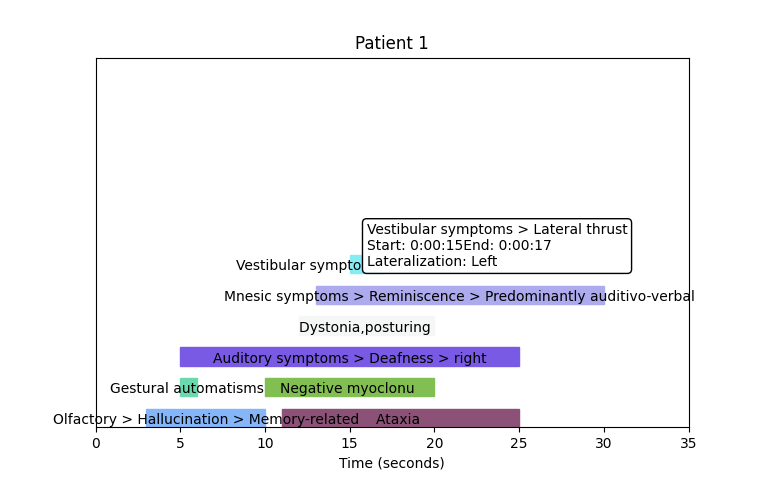 Patient 1
Vestibular symptoms > Lateral thrust
Start: 0:00:15End: 0:00:17
Lateralization: Left
Vestibular sympto
Mnesic symptoms > Reminiscence > Predominantly auditivo-verbal
Dystonia,posturing
Auditory symptoms > Deafness > right
Gestural automatisms Negative myoclonu
Olfactory > Hallucination > Memory-related Ataxia
0 5 10 15 20 25 30 35
Time (seconds)